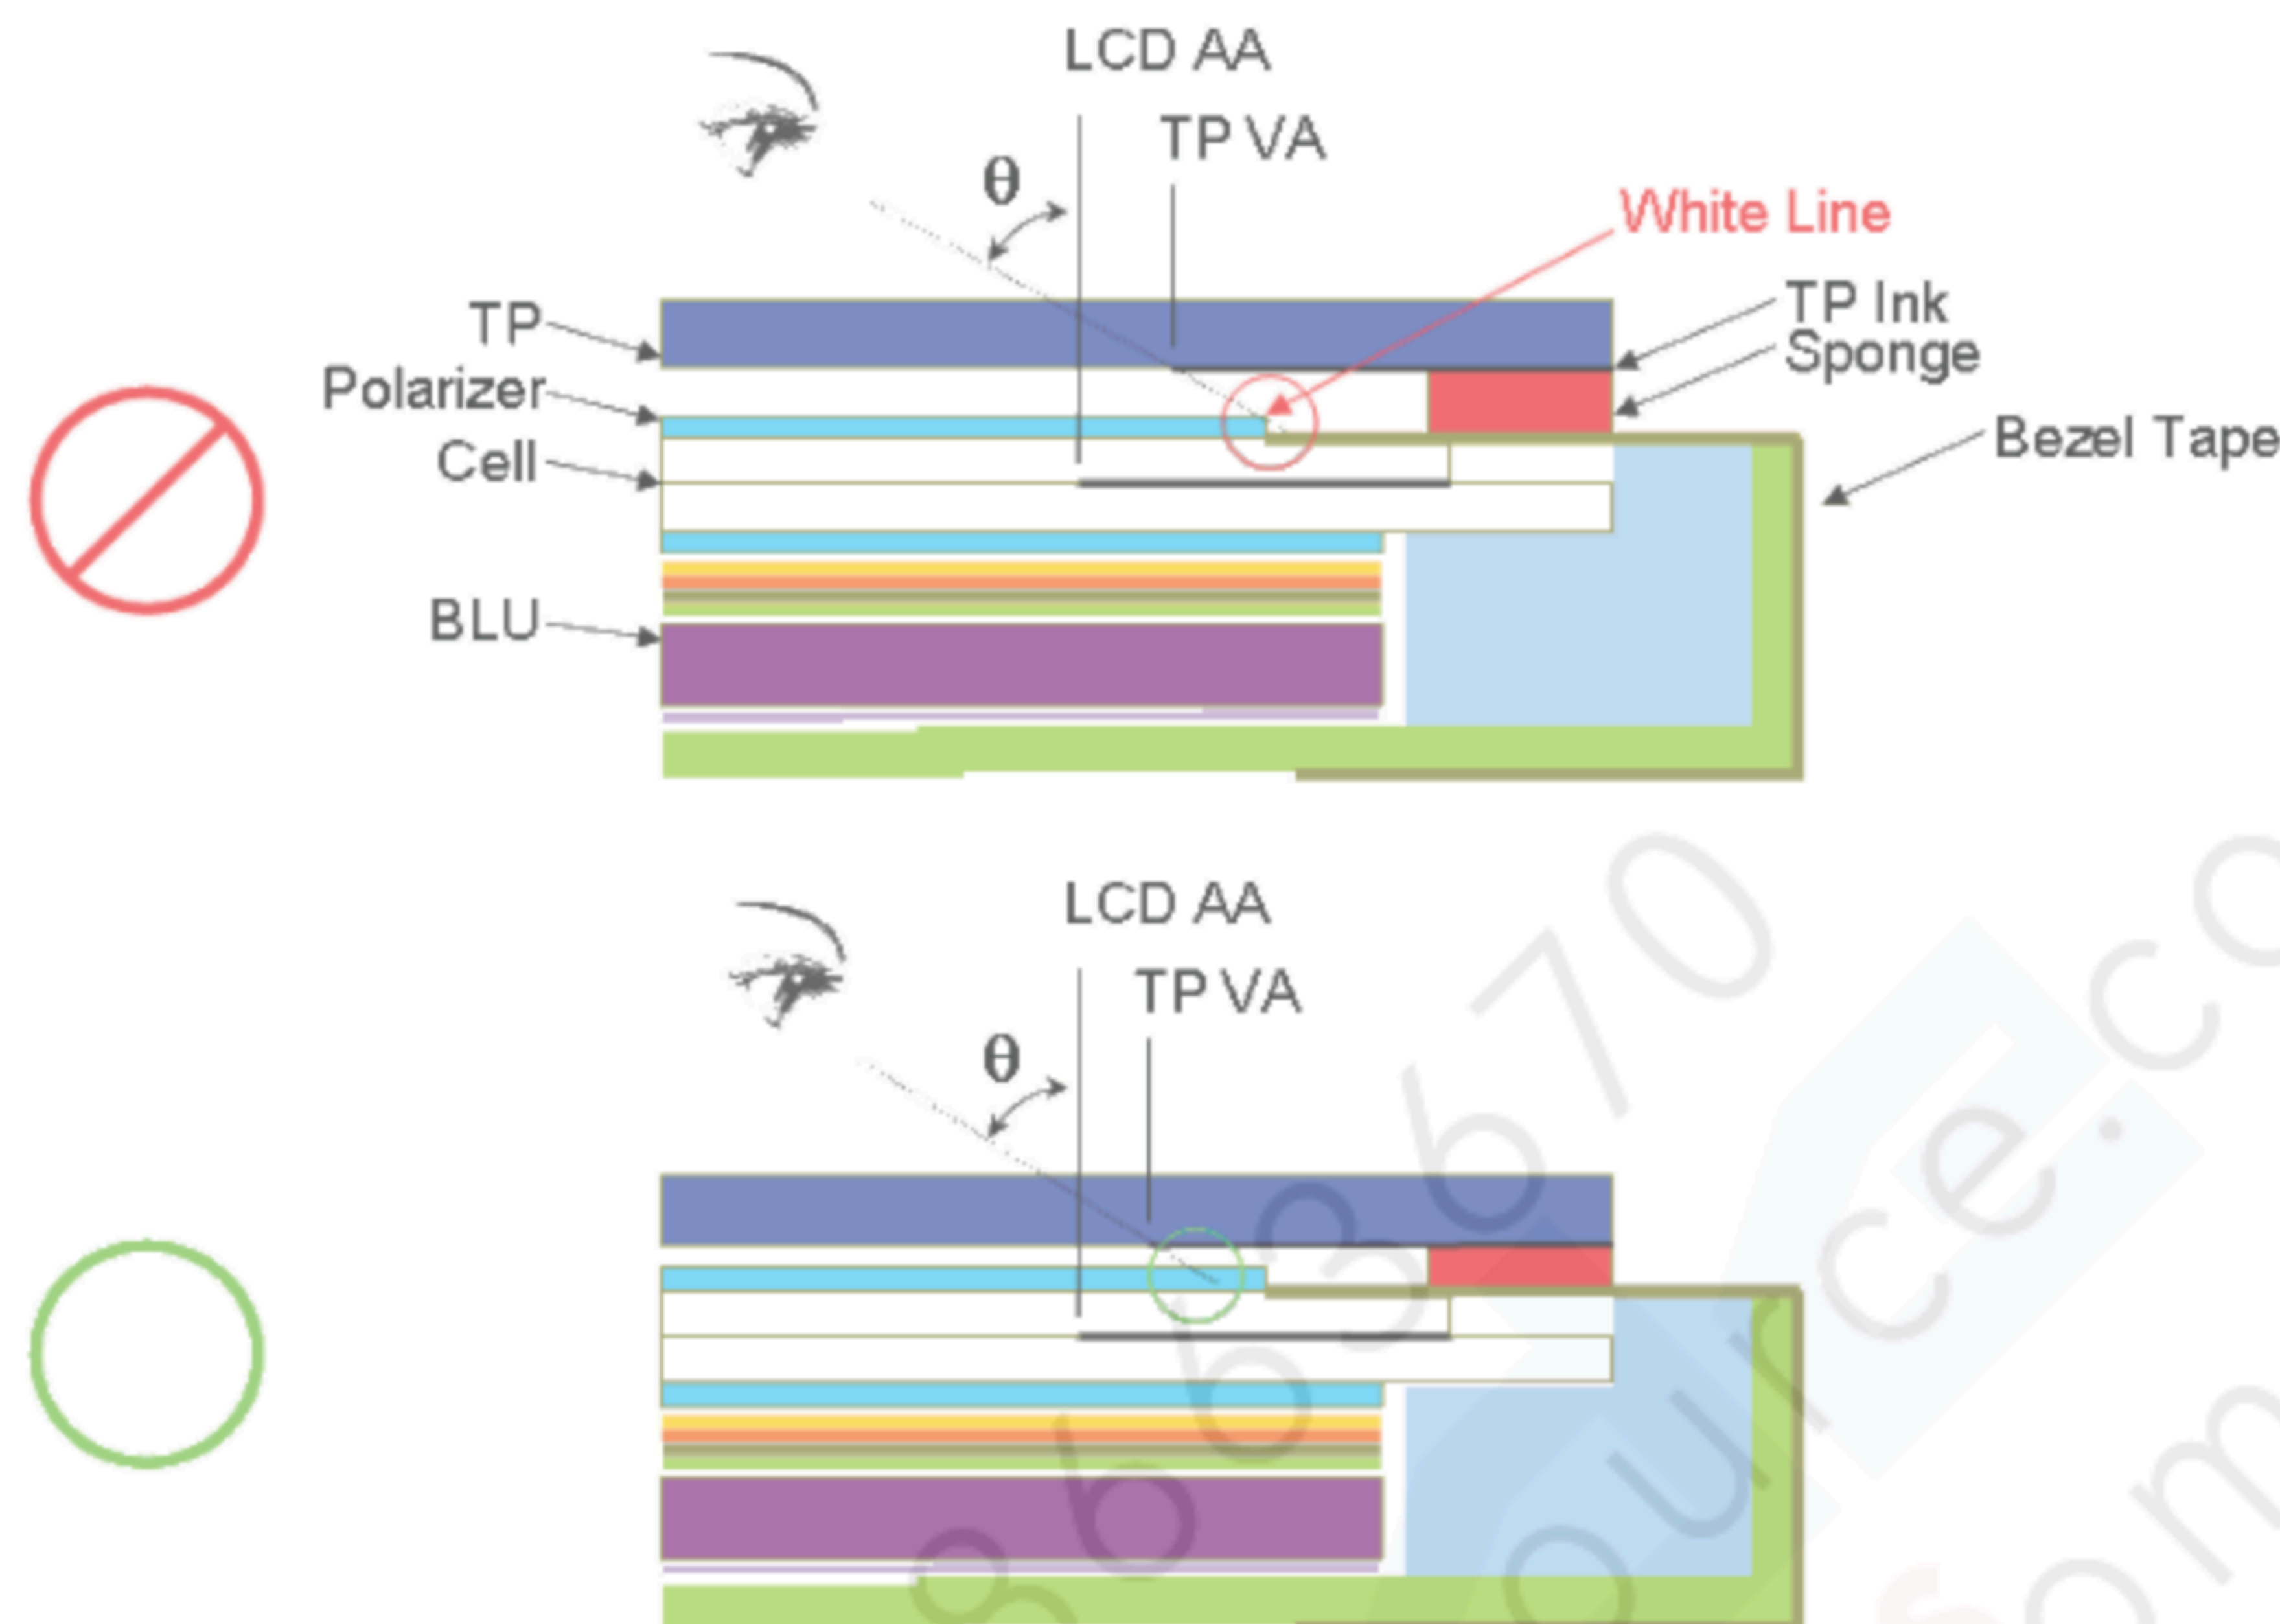 LCD AA
TP VA
θ
White Line
TP
TP Ink
Polarizer
Sponge
Cell
Bezel Tape
BLU
LCD AA
TP VA
θ